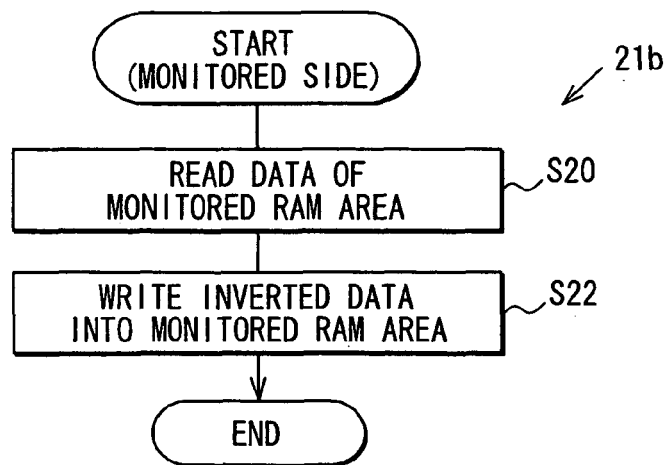 START
(MONITORED SIDE)
21b
READ DATA OF
MONITORED RAM AREA
S20
WRITE INVERTED DATA
INTO MONITORED RAM AREA
S22
END